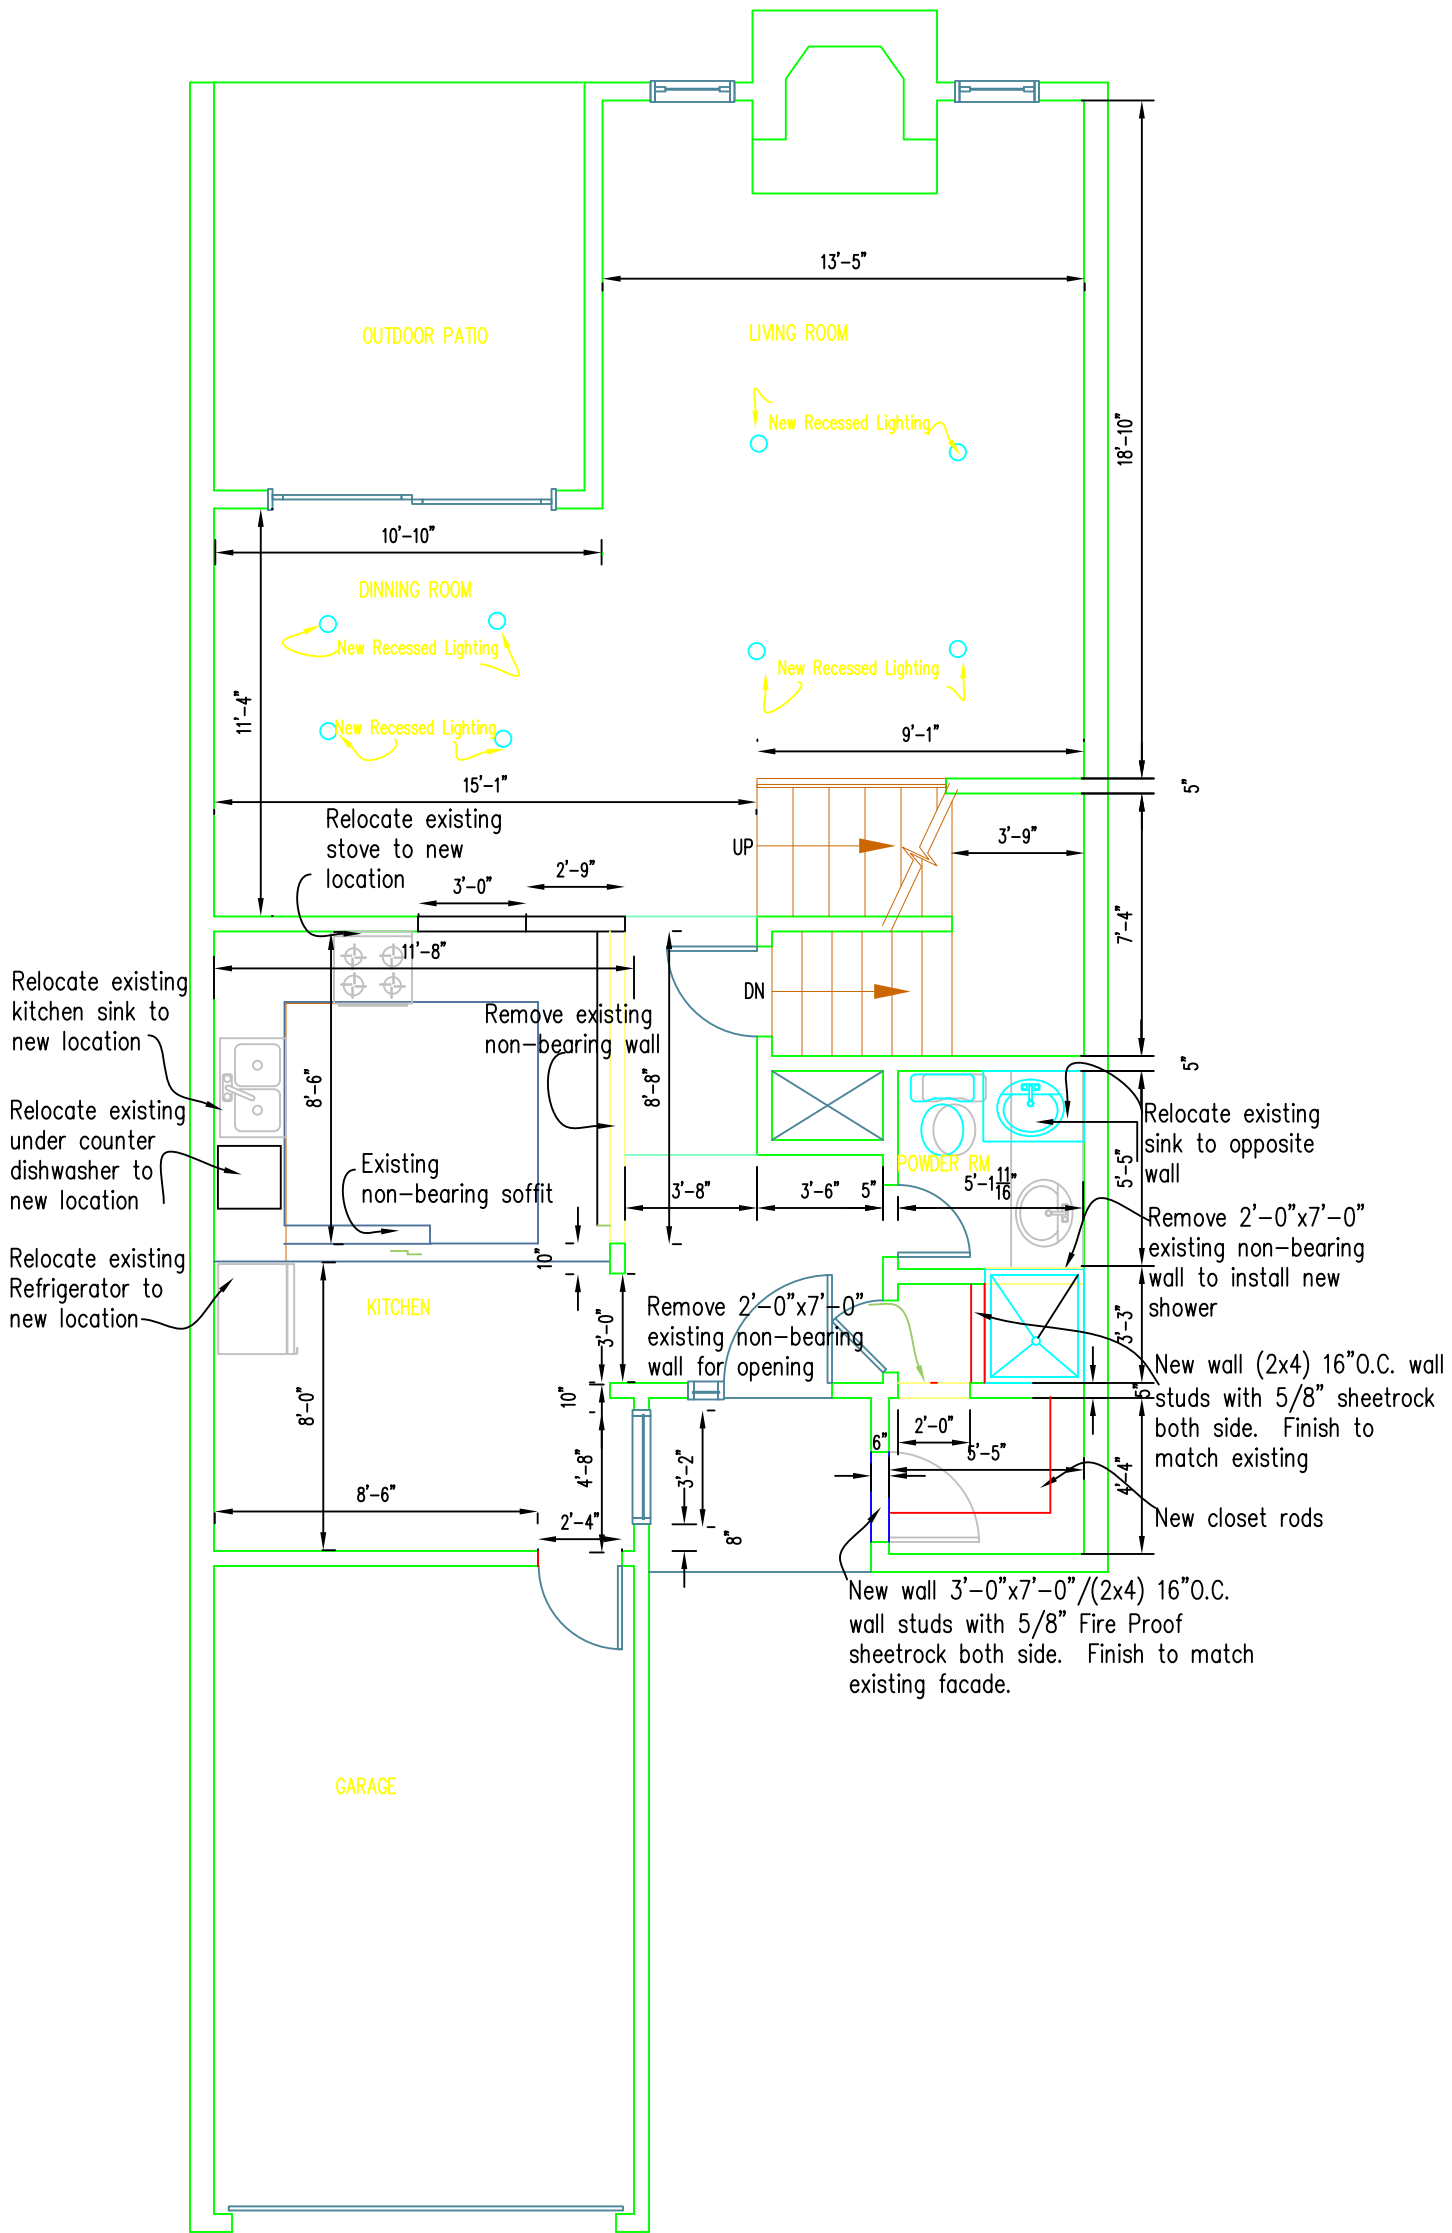 13'-5"
OUTDOOR PATIO
LIVING ROOM
New Recessed Lighting
18'-10"
10'-10"
DINNING ROOM
New Recessed Lighting
New Recessed Lighting
11'-4"
New Recessed Lighting
9'-1"
15'-1"
5"
Relocate existing
stove to new
location
UP
3'-9"
2'-9"
3'-0"
7'-4"
11'-8"
Relocate existing
kitchen sink to
new location
DN
Remove existing
non-bearing wall
8'-6"
8'-8"
5"
Relocate existing
under counter
dishwasher to
new location
Relocate existing
sink to opposite
wall
Existing
non-bearing soffit
POWDER RM
5'-5"
3'-8"
3'-6"
5"
5'-1 11/16"
Remove 2'-0"x7'-0"
existing non-bearing
wall to install new
shower
Relocate existing
Refrigerator to
new location
10"
KITCHEN
3'-0"
Remove 2'-0"x7'-0"
existing non-bearing
wall for opening
3'-3"
New wall (2x4) 16"O.C. wall
studs with 5/8" sheetrock
both side.  Finish to
match existing
8'-0"
10"
5"
2'-0"
6"
5'-5"
4'-8"
3'-2"
4'-4"
8'-6"
2'-4"
8"
New closet rods
New wall 3'-0"x7'-0"/(2x4) 16"O.C.
wall studs with 5/8" Fire Proof
sheetrock both side.  Finish to match
existing facade.
GARAGE